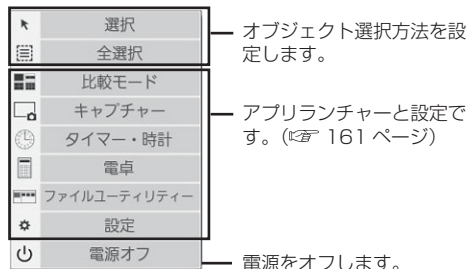 選択
全選択
オブジェクト選択方法を設
定します。
比較モード
キャプチャー
タイマー・時計
電卓
ファイルユーティリティー
設定
アプリランチャーと設定で
す。(☞ 161 ページ)
電源オフ
電源をオフします。